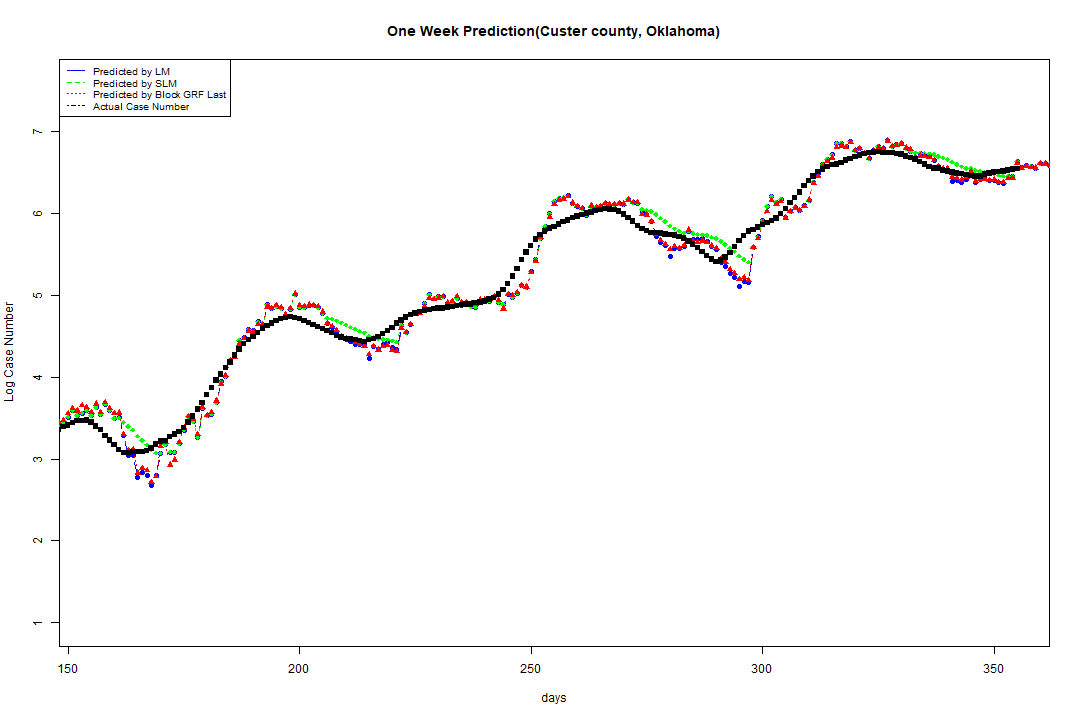 One Week Prediction(Custer county, Oklahoma)
Predicted by LM
Predicted by SLM
Predicted by Block GRF Last
Actual Case Number
7
6
5
4
3
2
1
Log Case Number
150 200 250 300 350
days